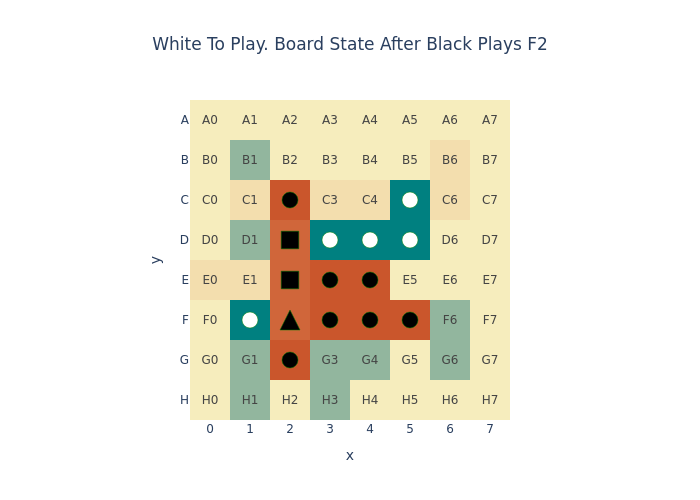 White To Play. Board State After Black Plays F2
A A0 A1 A2 A3 A4 A5 A6 A7
B B0 B1 B2 B3 B4 B5 B6 B7
C C0 C1 C3 C4 C6 C7
D D0 D1 D6 D7
y
E E0 E1 E5 E6 E7
F F0 F6 F7
G G0 G1 G3 G4 G5 G6 G7
H H0 H1 H2 H3 H4 H5 H6 H7
0 1 2 3 4 5 6 7
x